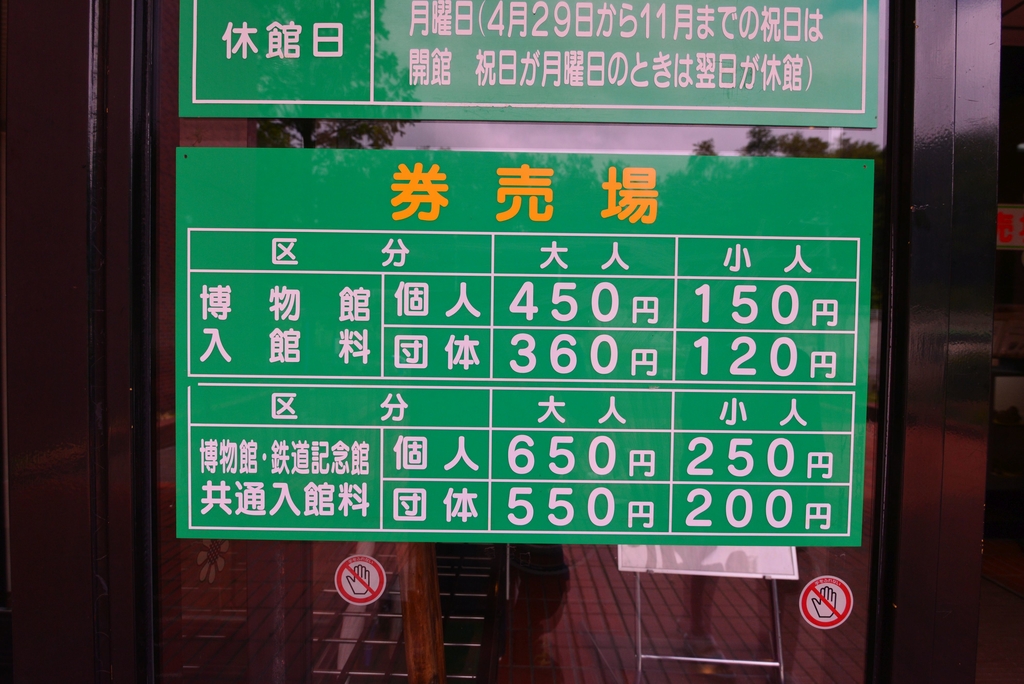 休館日
月曜日(4月29日から11月までの祝日は
開館 祝日が月曜日のときは翌日が休館)
券売場
区分 大人 小人
博物館入館料 個人 450円 150円
団体 360円 120円
区分 大人 小人
博物館・鉄道記念館共通入館料 個人 650円 250円
団体 550円 200円